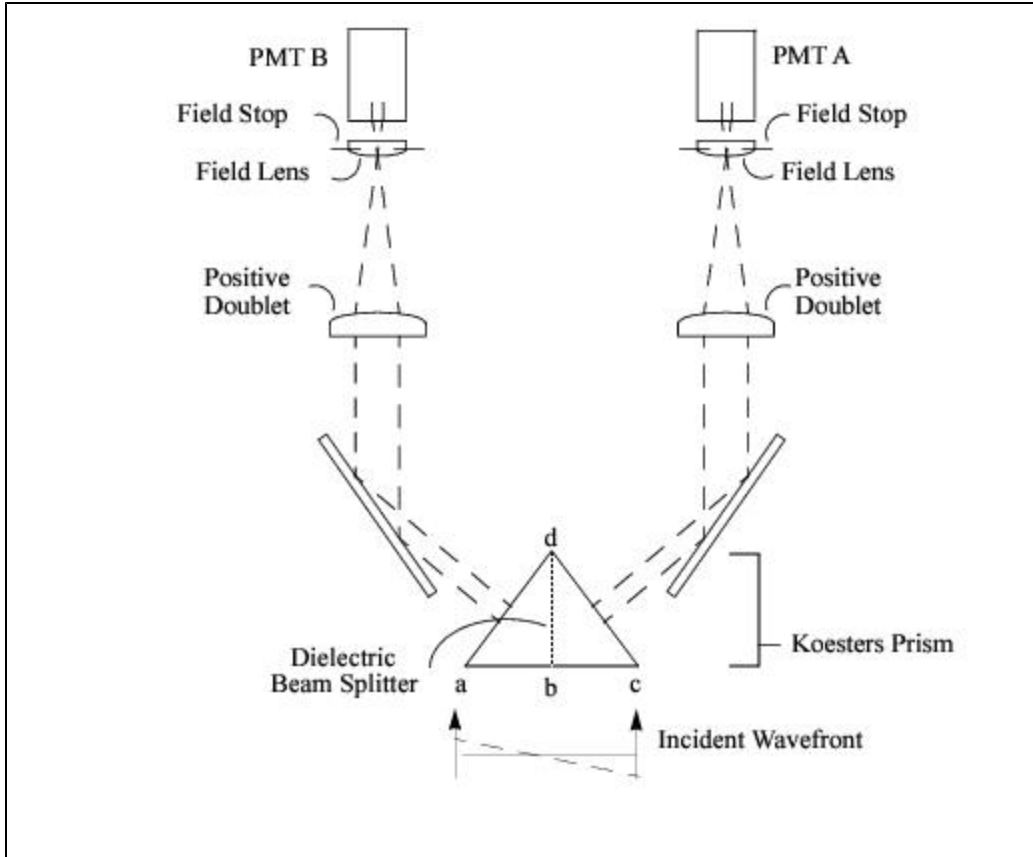 PMT B
PMT A
Field Stop
Field Stop
Field Lens
Field Lens
Positive
Doublet
Positive
Doublet
d
Koesters Prism
Dielectric
Beam Splitter
a
b
c
Incident Wavefront